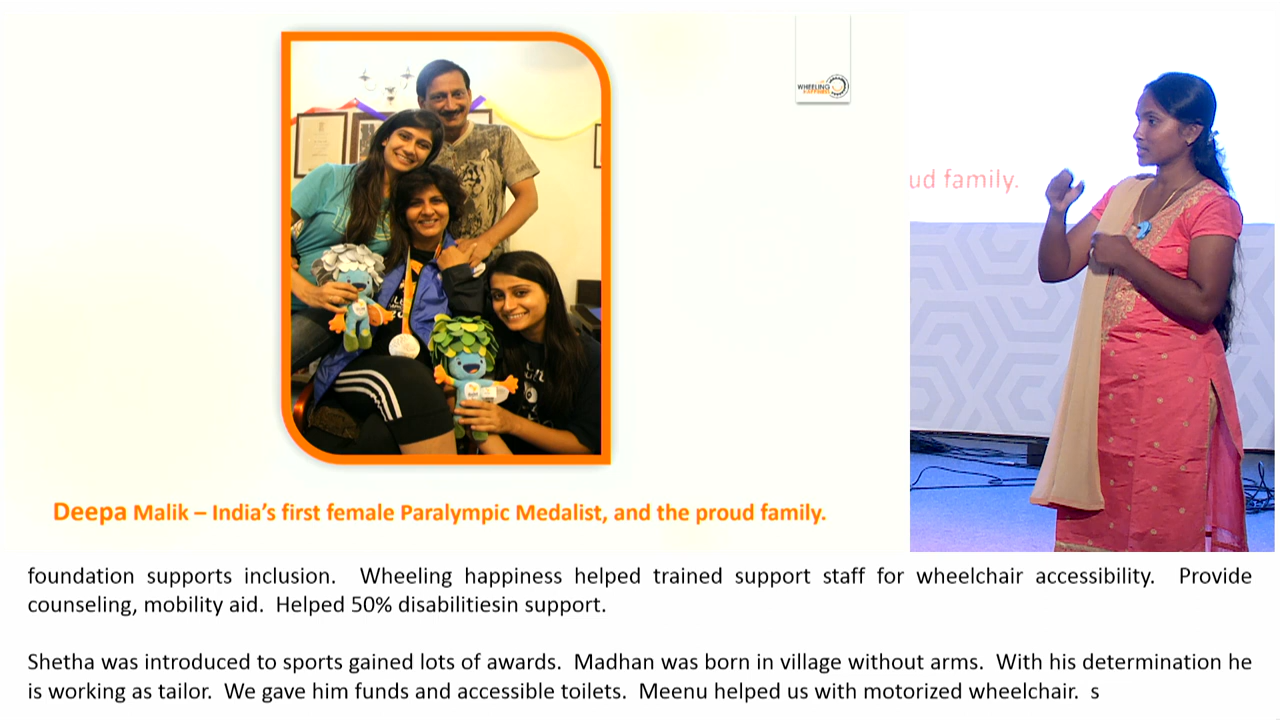 WHEELING
HAPPINESS
ud family.
Deepa Malik – India's first female Paralympic Medalist, and the proud family.
foundation supports inclusion. Wheeling happiness helped trained support staff for wheelchair accessibility. Provide
counseling, mobility aid. Helped 50% disabilitiesin support.
Shetha was introduced to sports gained lots of awards. Madhan was born in village without arms. With his determination he
is working as tailor. We gave him funds and accessible toilets. Meenu helped us with motorized wheelchair. s